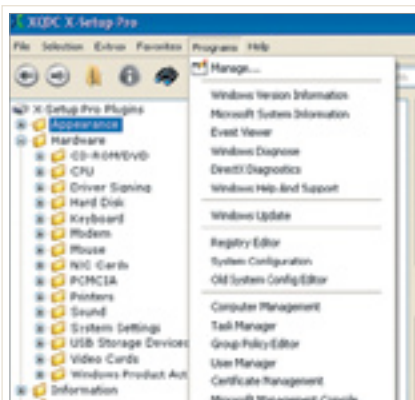 XQDC X-Setup Pro
File Selection Extras Favorites Programs Help
X-Setup Pro Plugins
Appearance
Hardware
CD-ROM/DVD
CPU
Driver Signing
Hard Disk
Keyboard
Modem
Mouse
NIC Cards
PCMCIA
Printers
Sound
System Settings
USB Storage Devices
Video Cards
Windows Product Act
Information
Manage...
Windows Version Information
Microsoft System Information
Event Viewer
Windows Diagnose
DirectX Diagnostics
Windows Help And Support
Windows Update
Registry Editor
System Configuration
Old System Config Editor
Computer Management
Task Manager
Group Policy Editor
User Manager
Certificate Management
Microsoft Management Console